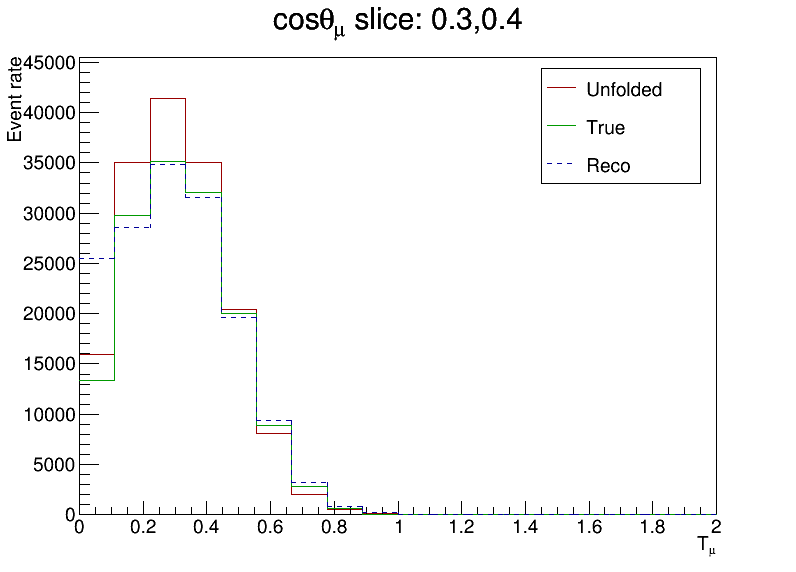 cosθμ slice: 0.3,0.4
Event rate
45000
40000
35000
30000
25000
20000
15000
10000
5000
0
Unfolded
True
Reco
0 0.2 0.4 0.6 0.8 1 1.2 1.4 1.6 1.8 2
Tμ